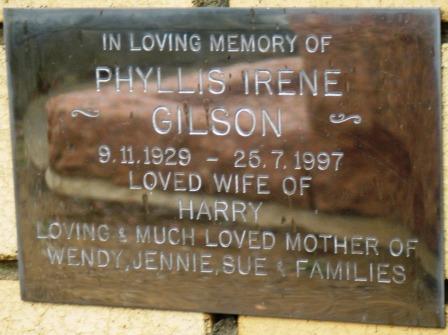 IN LOVING MEMORY OF
PHYLLIS IRENE
~ GILSON ~
9.11.1929 - 25.7.1997
LOVED WIFE OF
HARRY
LOVING & MUCH LOVED MOTHER OF
WENDY, JENNIE, SUE & FAMILIES